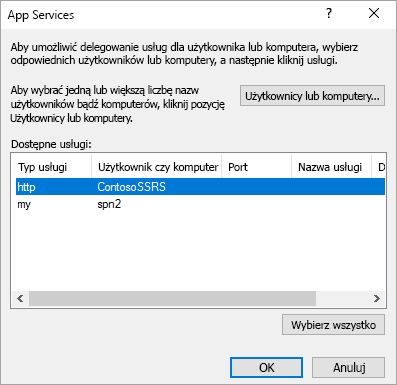 App Services
Aby umożliwić delegowanie usług dla użytkownika lub komputera, wybierz
odpowiednich użytkowników lub komputery, a następnie kliknij usługi.
Aby wybrać jedną lub większą liczbę nazw
użytkowników bądź komputerów, kliknij pozycję
Użytkownicy lub komputery.
Użytkownicy lub komputery...
Dostępne usługi:
Typ usługi Użytkownik czy komputer Port Nazwa usługi D
http ContosoSSRS
my spn2
Wybierz wszystko
OK Anuluj